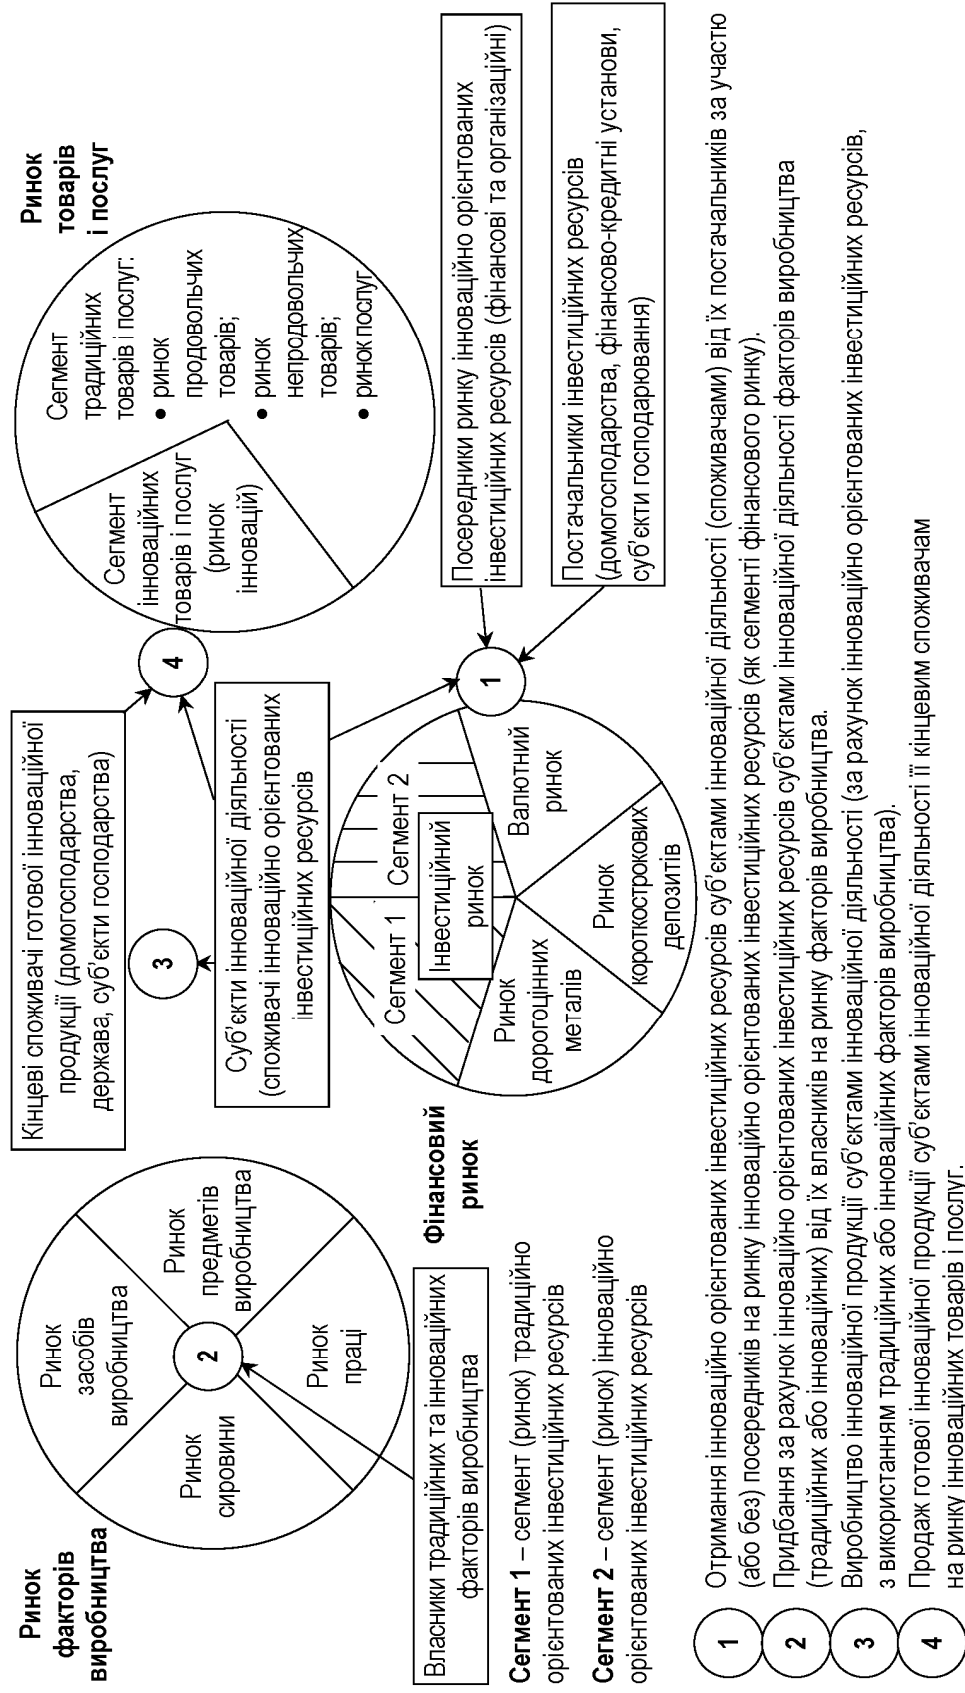 Ринок
факторів
виробництва
Ринок
засобів
виробництва
Ринок
предметів
виробництва
Ринок
сировини
Ринок
праці
2
Власники традиційних та інноваційних
факторів виробництва
Сегмент 1 – сегмент (ринок) традиційно
орієнтованих інвестиційних ресурсів
Сегмент 2 – сегмент (ринок) інноваційно
орієнтованих інвестиційних ресурсів
Кінцеві споживачі готової інноваційної
продукції (домогосподарства,
держава, суб’єкти господарства)
3
4
Суб’єкти інноваційної діяльності
(споживачі інноваційно орієнтованих
інвестиційних ресурсів
Фінансовий
ринок
Сегмент 1
Сегмент 2
Інвестиційний
ринок
Ринок
дорогоцінних
металів
Валютний
ринок
Ринок
короткострокових
депозитів
1
Ринок
товарів
і послуг
Сегмент
традиційних
товарів і послуг:
• ринок
продовольчих
товарів;
• ринок
непродовольчих
товарів;
• ринок послуг
Сегмент
інноваційних
товарів і послуг
(ринок
інновацій)
Посередники ринку інноваційно орієнтованих
інвестиційних ресурсів (фінансові та організаційні)
Постачальники інвестиційних ресурсів
(домогосподарства, фінансово-кредитні установи,
суб’єкти господарювання)
1
Отримання інноваційно орієнтованих інвестиційних ресурсів суб’єктами інноваційної діяльності (споживачами) від їх постачальників за участю
(або без) посередників на ринку інноваційно орієнтованих інвестиційних ресурсів (як сегменті фінансового ринку).
2
Придбання за рахунок інноваційно орієнтованих інвестиційних ресурсів суб’єктами інноваційної діяльності факторів виробництва
(традиційних або інноваційних) від їх власників на ринку факторів виробництва.
3
Виробництво інноваційної продукції суб’єктами інноваційної діяльності (за рахунок інноваційно орієнтованих інвестиційних ресурсів,
з використанням традиційних або інноваційних факторів виробництва).
4
Продаж готової інноваційної продукції суб’єктами інноваційної діяльності її кінцевим споживачам
на ринку інноваційних товарів і послуг.